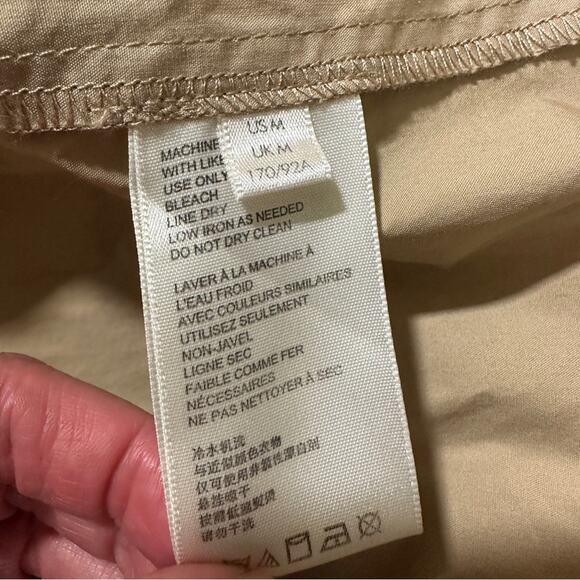 US M
UK M
170/92A
MACHINE
WITH LIKE
USE ONLY
BLEACH
LINE DRY
LOW IRON AS NEEDED
DO NOT DRY CLEAN
LAVER À LA MACHINE À
L'EAU FROID
AVEC COULEURS SIMILAIRES
UTILISEZ SEULEMENT
NON-JAVEL
LIGNE SEC
FAIBLE COMME FER
NÉCESSAIRES
NE PAS NETTOYER À SEC
冷水机洗
与近似颜色衣物
仅可使用非氯性漂白剂
悬挂晾干
按需低温熨烫
请勿干洗